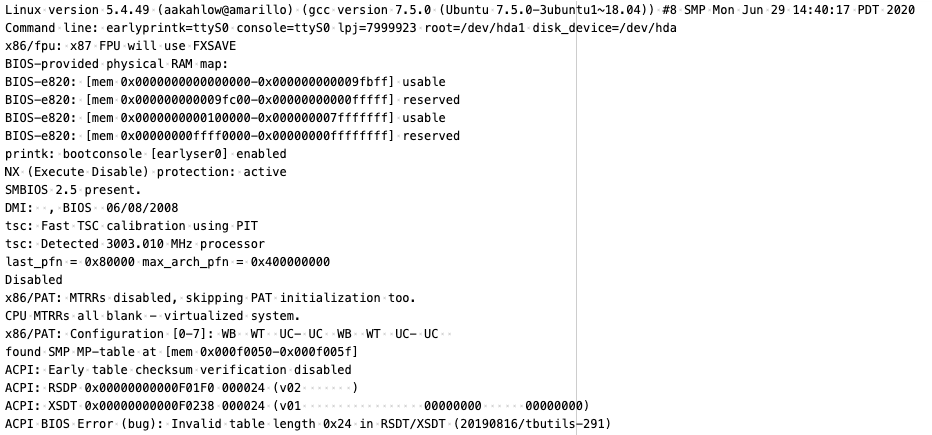 Linux version 5.4.49 (aakahlow@amarillo) (gcc version 7.5.0 (Ubuntu 7.5.0-3ubuntu1~18.04)) #8 SMP Mon Jun 29 14:40:17 PDT 2020
Command line: earlyprintk=ttyS0 console=ttyS0 lpj=7999923 root=/dev/hda1 disk_device=/dev/hda
x86/fpu: x87 FPU will use FXSAVE
BIOS-provided physical RAM map:
BIOS-e820: [mem 0x0000000000000000-0x000000000009fbff] usable
BIOS-e820: [mem 0x000000000009fc00-0x00000000000fffff] reserved
BIOS-e820: [mem 0x0000000000100000-0x000000007fffffff] usable
BIOS-e820: [mem 0x00000000ffff0000-0x00000000ffffffff] reserved
printk: bootconsole [earlyser0] enabled
NX (Execute Disable) protection: active
SMBIOS 2.5 present.
DMI:  , BIOS  06/08/2008
tsc: Fast TSC calibration using PIT
tsc: Detected 3003.010 MHz processor
last_pfn = 0x80000 max_arch_pfn = 0x400000000
Disabled
x86/PAT: MTRRs disabled, skipping PAT initialization too.
CPU MTRRs all blank - virtualized system.
x86/PAT: Configuration [0-7]: WB  WT  UC- UC  WB  WT  UC- UC
found SMP MP-table at [mem 0x000f0050-0x000f005f]
ACPI: Early table checksum verification disabled
ACPI: RSDP 0x00000000000F01F0 000024 (v02       )
ACPI: XSDT 0x00000000000F0238 000024 (v01                 00000000      00000000)
ACPI BIOS Error (bug): Invalid table length 0x24 in RSDT/XSDT (20190816/tbutils-291)